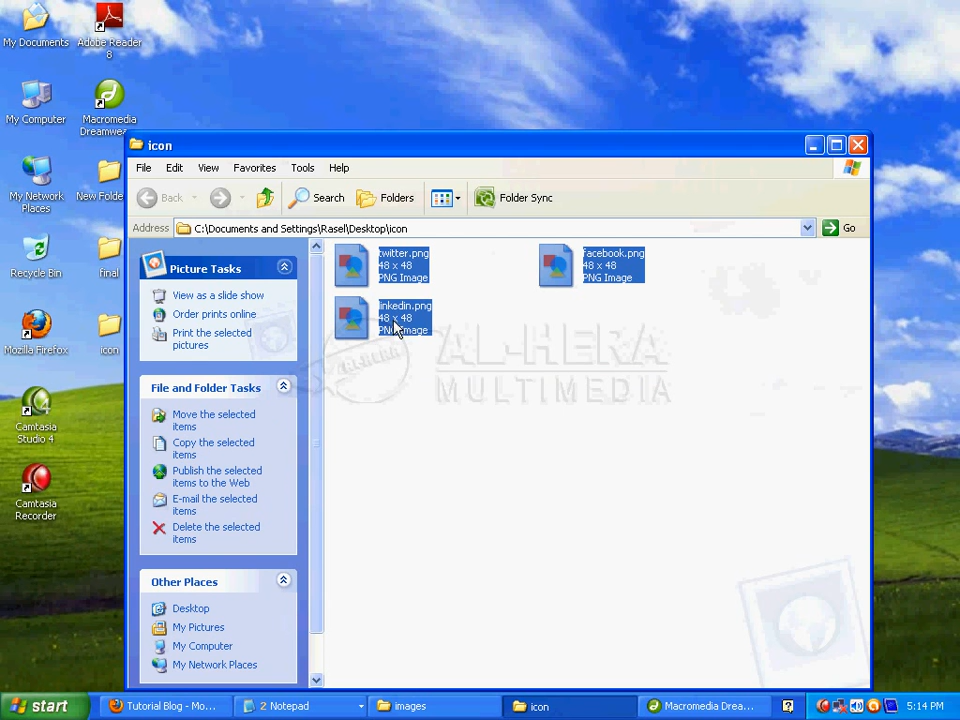 My Documents
Adobe Reader
8
My Computer
Macromedia
Dreamwea...
My Network
Places
New Folde
Recycle Bin
final
Mozilla Firefox
icon
Camtasia
Studio 4
Camtasia
Recorder
icon
File Edit View Favorites Tools Help
Back Search Folders Folder Sync
Address C:\Documents and Settings\Rasel\Desktop\icon Go
Picture Tasks
View as a slide show
Order prints online
Print the selected
pictures
File and Folder Tasks
Move the selected
items
Copy the selected
items
Publish the selected
items to the Web
E-mail the selected
items
Delete the selected
items
Other Places
Desktop
My Pictures
My Computer
My Network Places
twitter.png
48 x 48
PNG Image
facebook.png
48 x 48
PNG Image
linkedin.png
48 x 48
PNG Image
AL-HERA
AL-HERA
MULTIMEDIA
start Tutorial Blog - Mo... 2 Notepad images icon Macromedia Drea... 5:14 PM